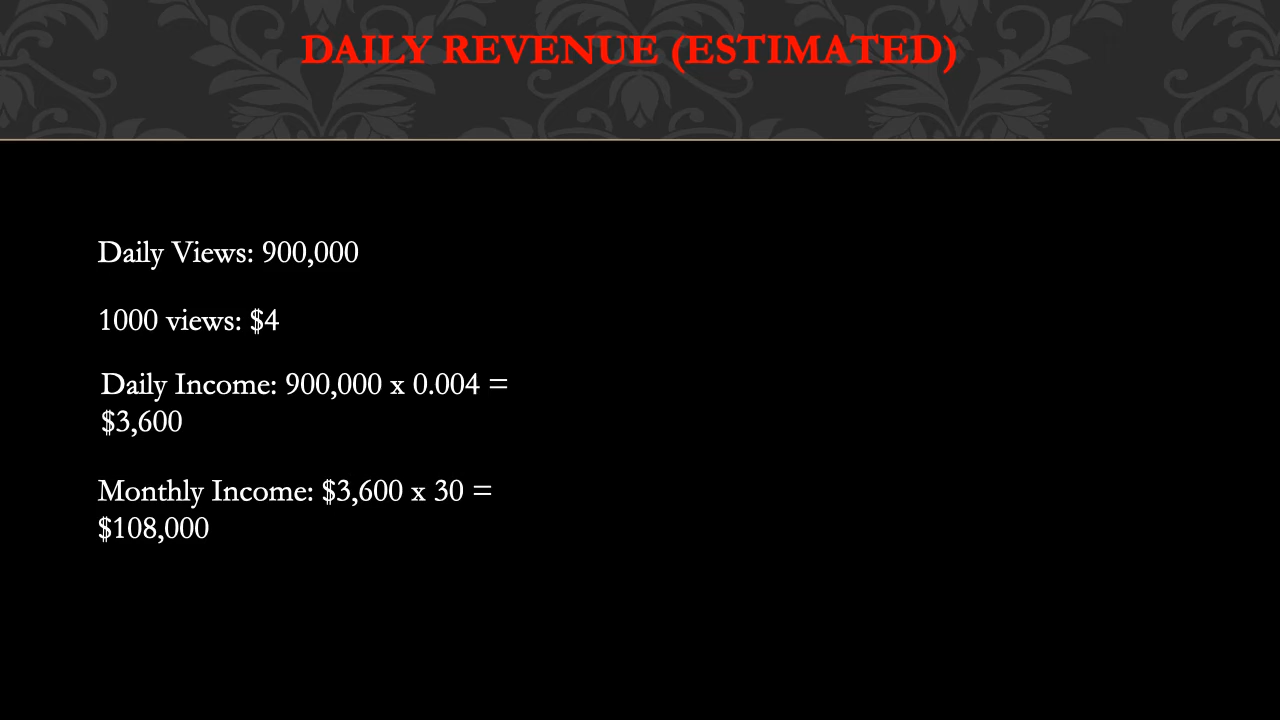 DAILY REVENUE (ESTIMATED)
Daily Views: 900,000
1000 views: $4
Daily Income: 900,000 x 0.004 =
$3,600
Monthly Income: $3,600 x 30 =
$108,000